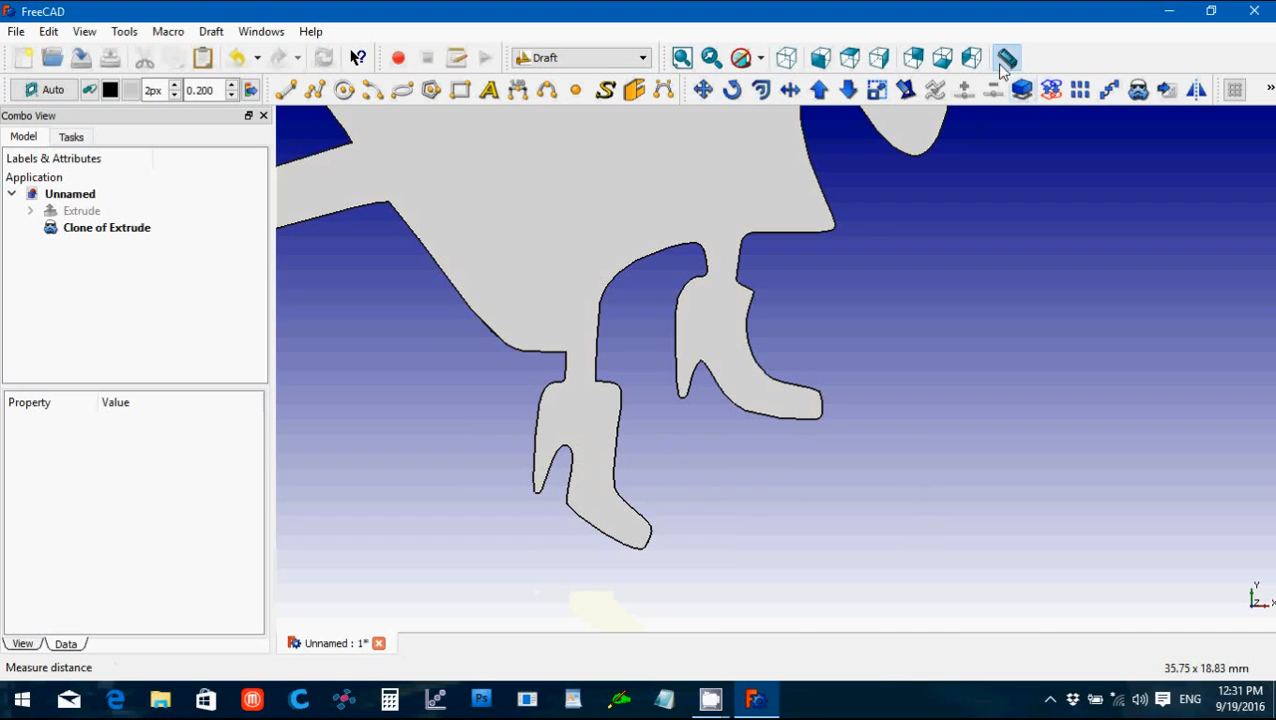 FreeCAD
File Edit View Tools Macro Draft Windows Help
Draft
Auto 2px 0.200 A »
Combo View
Model Tasks
Labels & Attributes
Application
Unnamed
Extrude
Clone of Extrude
Property Value
View Data
Unnamed : 1*
Y
Z X
Measure distance 35.75 x 18.83 mm
ENG 12:31 PM
9/19/2016